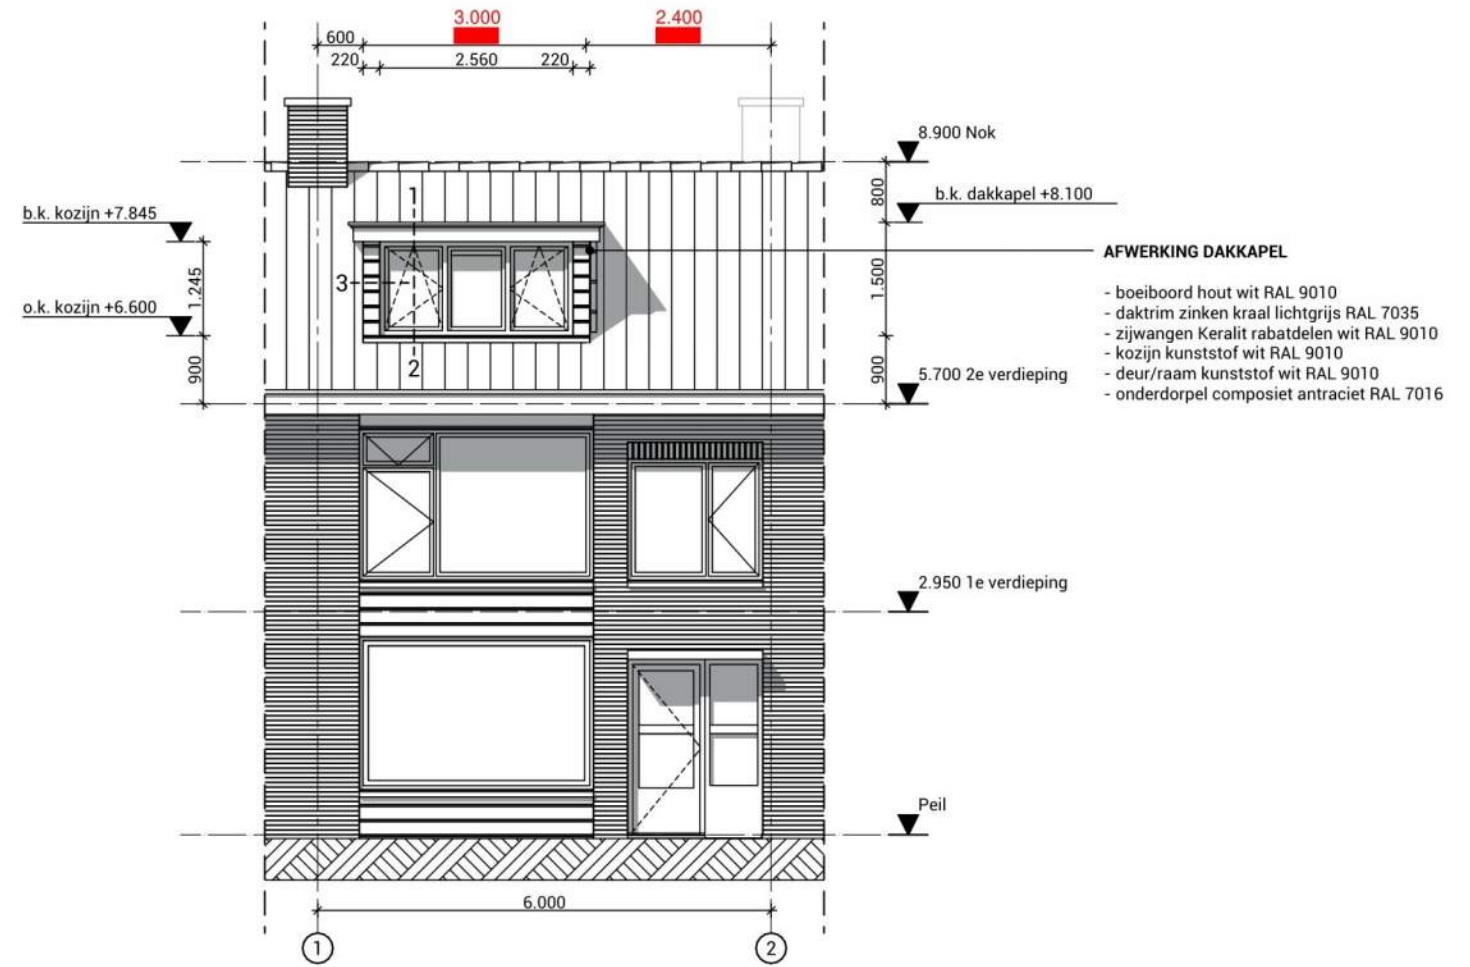 3.000
2.400
600
220
2.560
220
8.900 Nok
800
b.k. dakkapel +8.100
b.k. kozijn +7.845
1
AFWERKING DAKKAPEL
1.245
3
1.500
- boeiboord hout wit RAL 9010
o.k. kozijn +6.600
- daktrim zinken kraal lichtgrijs RAL 7035
- zijwangen Keralit rabatdelen wit RAL 9010
- kozijn kunststof wit RAL 9010
- deur/raam kunststof wit RAL 9010
- onderdorpel composiet antraciet RAL 7016
900
2
900
5.700 2e verdieping
2.950 1e verdieping
Peil
6.000
1
2